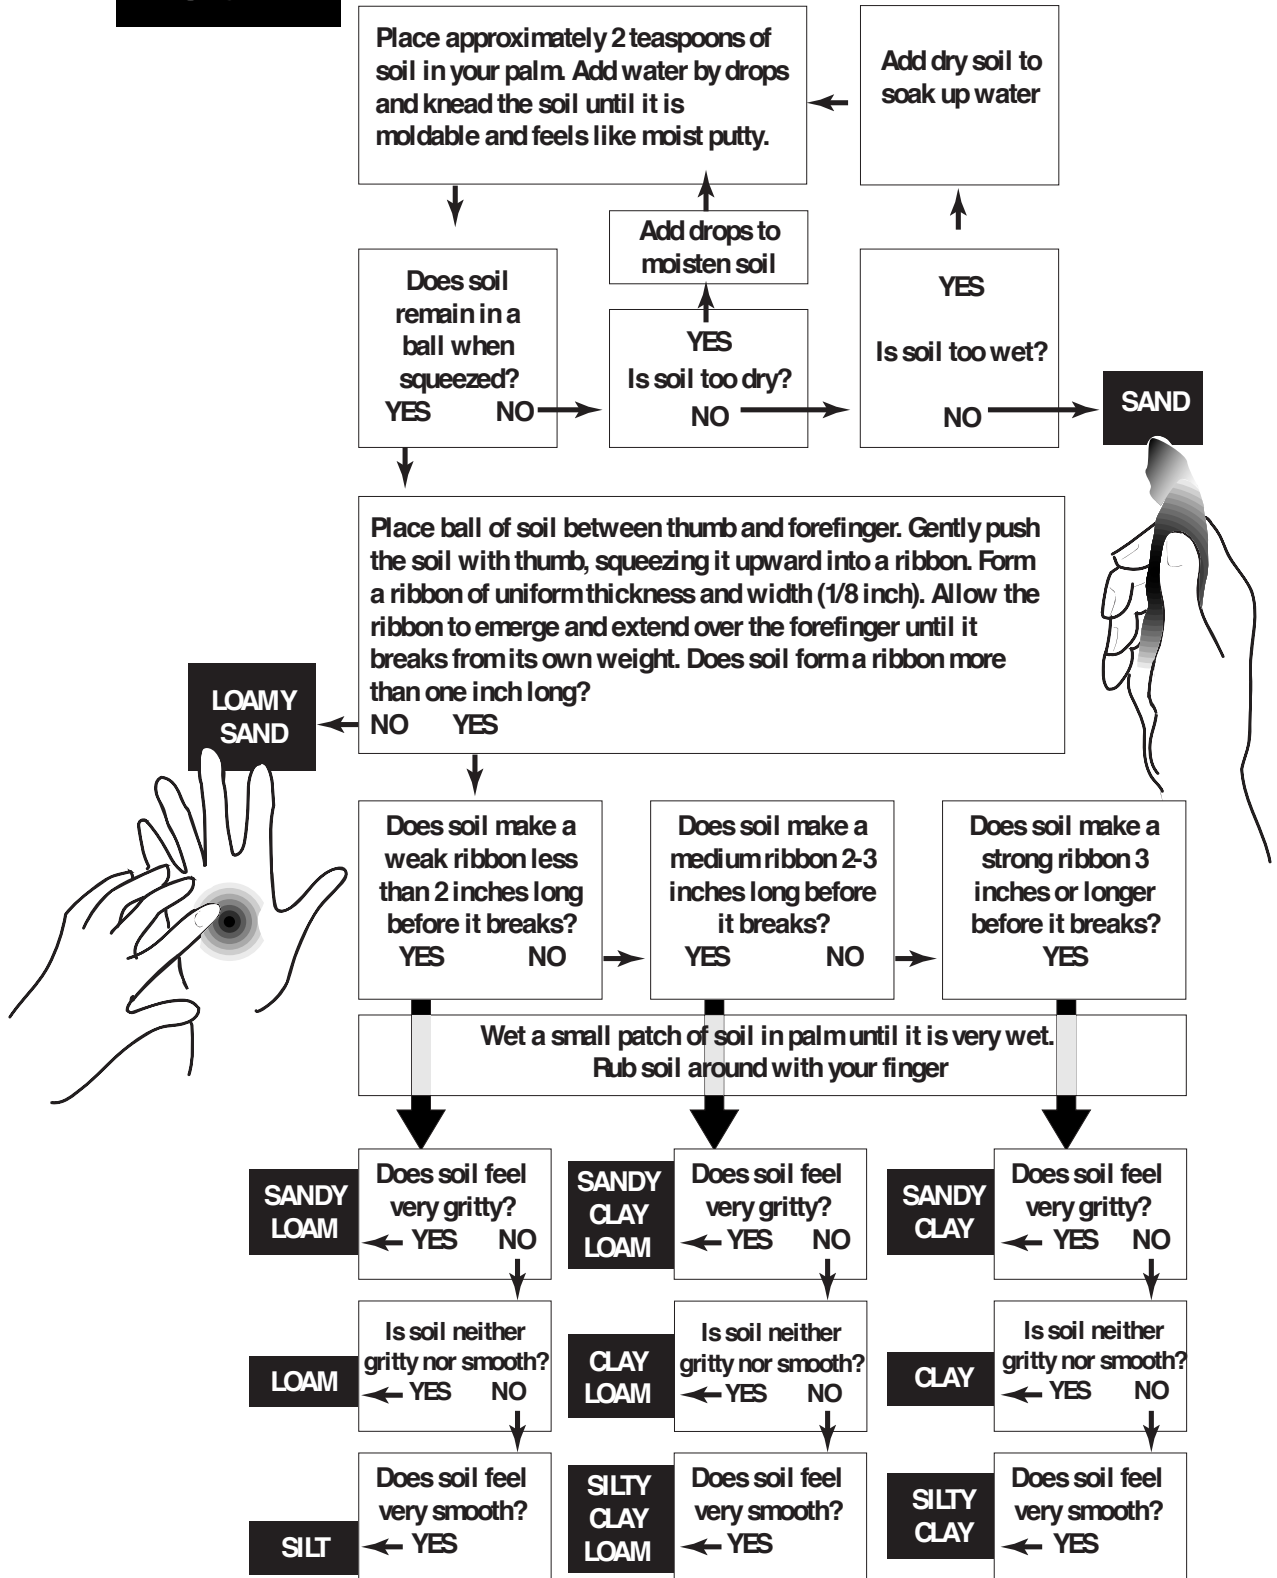 Place approximately 2 teaspoons of
soil in your palm. Add water by drops
and knead the soil until it is
moldable and feels like moist putty.
Add dry soil to
soak up water
Add drops to
moisten soil
Does soil
remain in a
ball when
squeezed?
YES NO
YES
Is soil too dry?
NO
YES
Is soil too wet?
NO
SAND
Place ball of soil between thumb and forefinger. Gently push
the soil with thumb, squeezing it upward into a ribbon. Form
a ribbon of uniform thickness and width (1/8 inch). Allow the
ribbon to emerge and extend over the forefinger until it
breaks from its own weight. Does soil form a ribbon more
than one inch long?
NO YES
LOAMY
SAND
Does soil make a
weak ribbon less
than 2 inches long
before it breaks?
YES NO
Does soil make a
medium ribbon 2-3
inches long before
it breaks?
YES NO
Does soil make a
strong ribbon 3
inches or longer
before it breaks?
YES
Wet a small patch of soil in palm until it is very wet.
Rub soil around with your finger
SANDY
LOAM
Does soil feel
very gritty?
YES NO
SANDY
CLAY
LOAM
Does soil feel
very gritty?
YES NO
SANDY
CLAY
Does soil feel
very gritty?
YES NO
LOAM
Is soil neither
gritty nor smooth?
YES NO
CLAY
LOAM
Is soil neither
gritty nor smooth?
YES NO
CLAY
Is soil neither
gritty nor smooth?
YES NO
SILT
Does soil feel
very smooth?
YES
SILTY
CLAY
LOAM
Does soil feel
very smooth?
YES
SILTY
CLAY
Does soil feel
very smooth?
YES